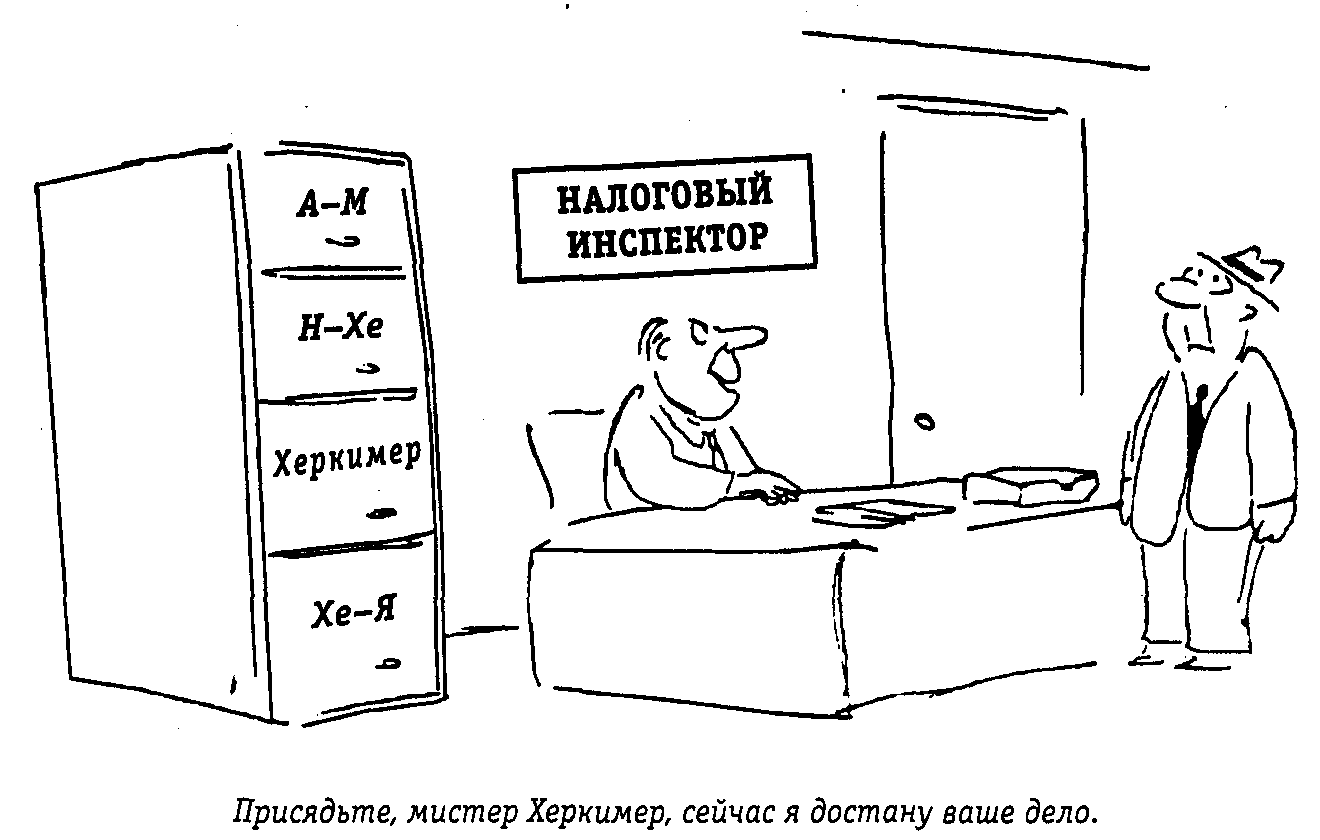 А–М
Н–Хе
Херкимер
Хе–Я
НАЛОГОВЫЙ
ИНСПЕКТОР
Присядьте, мистер Херкимер, сейчас я достану ваше дело.